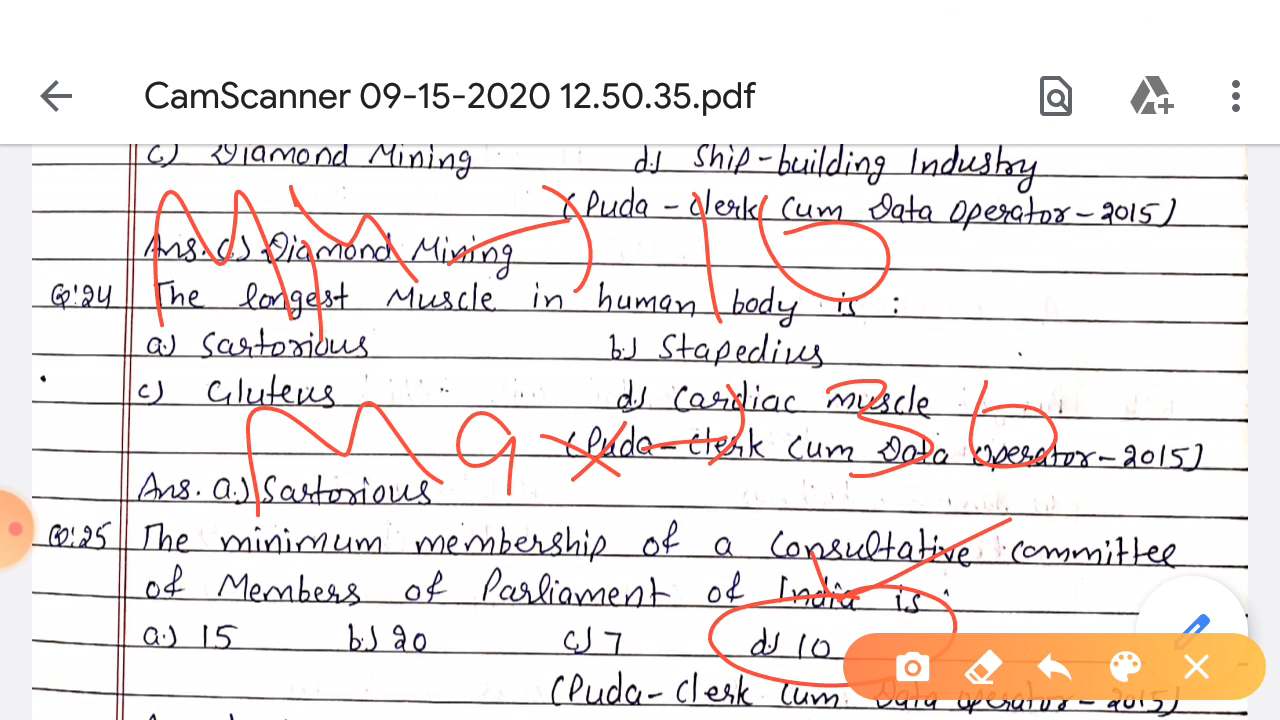 CamScanner 09-15-2020 12.50.35.pdf
c) Diamond Mining d.) Ship-building Industry
(Puda - Clerk Cum Data Operator - 2015)
Ans. c.) Diamond Mining
Q:24 The longest Muscle in human body is :
a.) Sartorious b.) Stapedius
c) Gluteus d.) Cardiac muscle
(Puda - Clerk Cum Data Operator - 2015)
Ans. a.) Sartorious
Q:25 The minimum membership of a Consultative committee
of Members of Parliament of India is :
a.) 15 b.) 20 c.) 7 d.) 10
(Puda - Clerk Cum Data Operator - 2015)